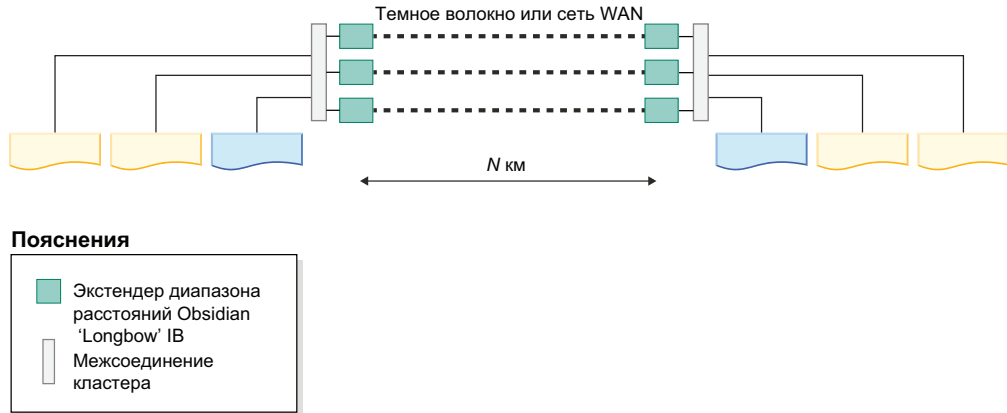 Темное волокно или сеть WAN
N км
Пояснения
Экстендер диапазона
расстояний Obsidian
‘Longbow’ IB
Межсоединение
кластера